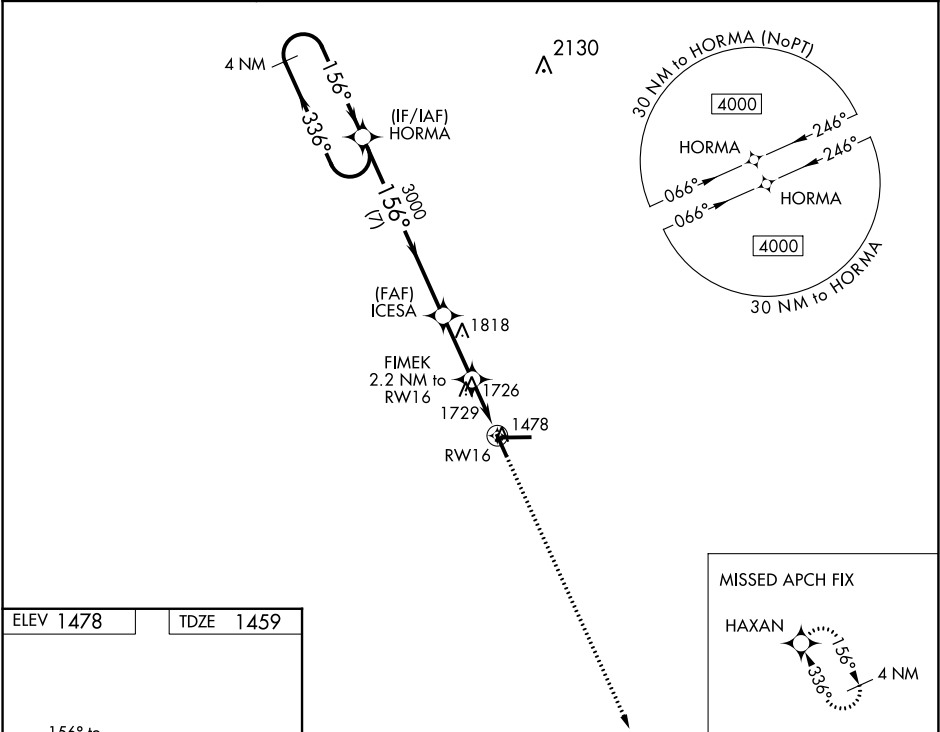 2130
4 NM
156°
336°
(IF/IAF)
HORMA
3000
156°
(7)
(FAF)
ICESA
1818
FIMEK
2.2 NM to
RW16
1726
1729
1478
RW16
30 NM to HORMA (NoPT)
4000
246°
HORMA
246°
066°
HORMA
066°
4000
30 NM to HORMA
MISSED APCH FIX
HAXAN
156°
336°
4 NM
ELEV 1478
TDZE 1459
156° to